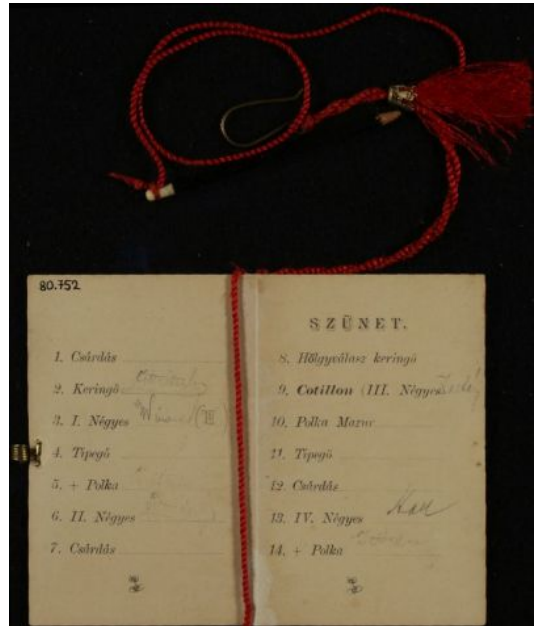 80.752
1. Csárdás
2. Keringő
3. I. Négyes
4. Tipegő
5. + Polka
6. II. Négyes
7. Csárdás
SZÜNET.
8. Hölgyválasz keringő
9. Cotillon (III. Négyes
10. Polka Mazur
11. Tipegő
12. Csárdás
13. IV. Négyes
14. + Polka